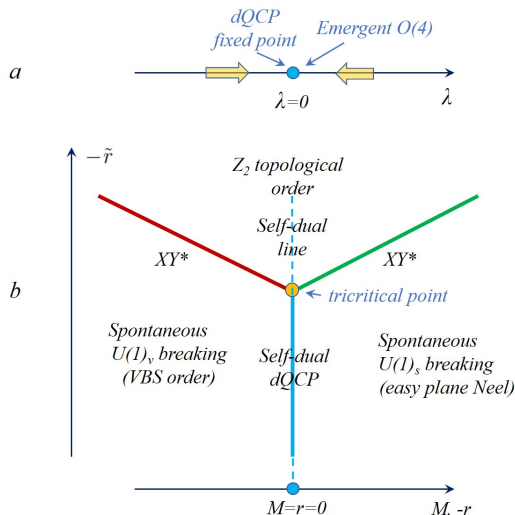 dQCP
fixed point
Emergent O(4)
a
λ=0
λ
−r̃
Z₂ topological
order
Self-dual
line
XY*
XY*
b
tricritical point
Spontaneous
U(1)ᵥ breaking
(VBS order)
Self-dual
dQCP
Spontaneous
U(1)ₛ breaking
(easy plane Neel)
M=r=0
M, -r